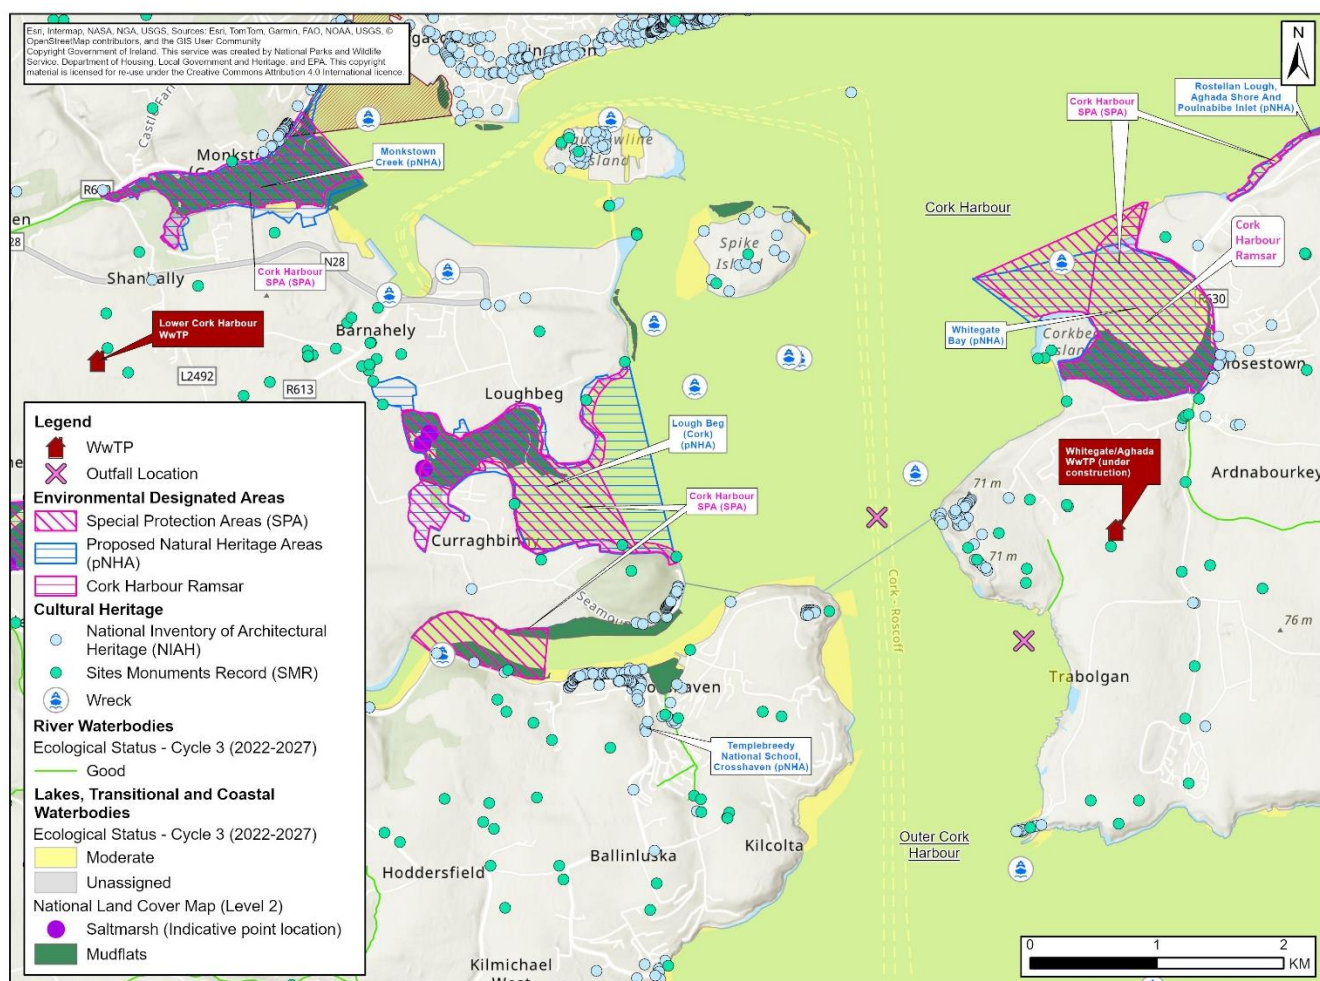 Esri, Intermap, NASA, NGA, USGS, Sources: Esri, TomTom, Garmin, FAO, NOAA, USGS, ©
OpenStreetMap contributors, and the GIS User Community
Copyright Government of Ireland. This service was created by National Parks and Wildlife
Service, Department of Housing, Local Government and Heritage, and EPA. This copyright
material is licensed for re-use under the Creative Commons Attribution 4.0 International licence.
N
Rostellan Lough,
Aghada Shore And
Poulnabibe Inlet (pNHA)
Cork Harbour
SPA (SPA)
Monkstown
Creek (pNHA)
Cork Harbour
Cork
Harbour
Ramsar
Spike
Island
Cork Harbour
SPA (SPA)
N28
28
Shanbally
R630
Whitegate
Bay (pNHA)
Lower Cork Harbour
WwTP
Barnahely
L2492
R613
Loughbeg
Lough Beg
(Cork)
(pNHA)
Whitegate/Aghada
WwTP (under
construction)
Ardnabourkey
71 m
Cork Harbour
SPA (SPA)
71 m
Cork - Roscoff
76 m
Trabolgan
Templebreedy
National School,
Crosshaven (pNHA)
Outer Cork
Harbour
Kilcolta
Ballinluska
Hoddersfield
Kilmichael
West
Legend
WwTP
Outfall Location
Environmental Designated Areas
Special Protection Areas (SPA)
Proposed Natural Heritage Areas
(pNHA)
Cork Harbour Ramsar
Cultural Heritage
National Inventory of Architectural
Heritage (NIAH)
Sites Monuments Record (SMR)
Wreck
River Waterbodies
Ecological Status - Cycle 3 (2022-2027)
Good
Lakes, Transitional and Coastal
Waterbodies
Ecological Status - Cycle 3 (2022-2027)
Moderate
Unassigned
National Land Cover Map (Level 2)
Saltmarsh (Indicative point location)
Mudflats
0 1 2
KM